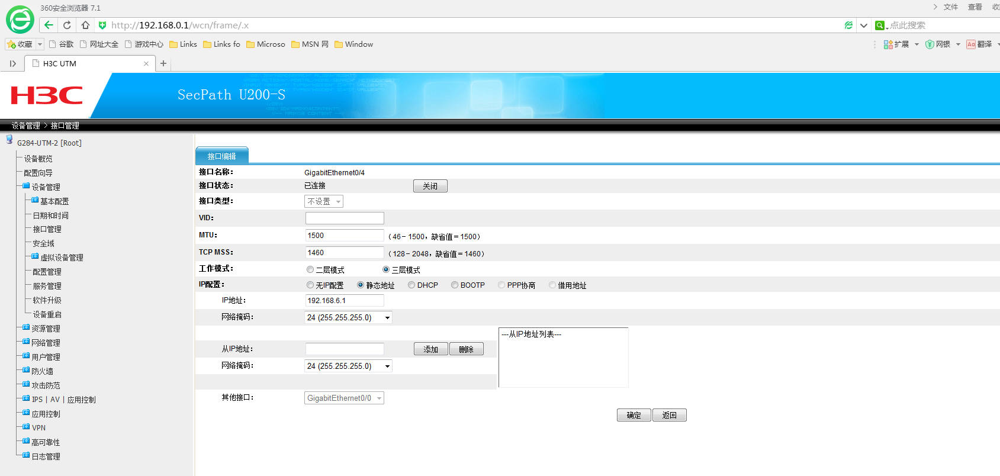 360安全浏览器 7.1
文件 查看
http://192.168.0.1/wcn/frame/.x
点此搜索
收藏 谷歌 网址大全 游戏中心 Links Links fo Microso MSN 网 Window 扩展 网银 Aa 翻译
H3C UTM
H3C SecPath U200-S
设备管理 > 接口管理
G284-UTM-2 [Root]
设备概览
配置向导
设备管理
基本配置
日期和时间
接口管理
安全域
虚拟设备管理
配置管理
服务管理
软件升级
设备重启
资源管理
网络管理
用户管理
防火墙
攻击防范
IPS | AV | 应用控制
应用控制
VPN
高可靠性
日志管理
接口编辑
接口名称: GigabitEthernet0/4
接口状态: 已连接 关闭
接口类型: 不设置
VID:
MTU: 1500 (46－1500, 缺省值＝1500)
TCP MSS: 1460 (128－2048, 缺省值＝1460)
工作模式: 二层模式 三层模式
IP配置: 无IP配置 静态地址 DHCP BOOTP PPP协商 借用地址
IP地址: 192.168.6.1
网络掩码: 24 (255.255.255.0)
---从IP地址列表---
从IP地址: 添加 删除
网络掩码: 24 (255.255.255.0)
其他接口: GigabitEthernet0/0
确定 返回